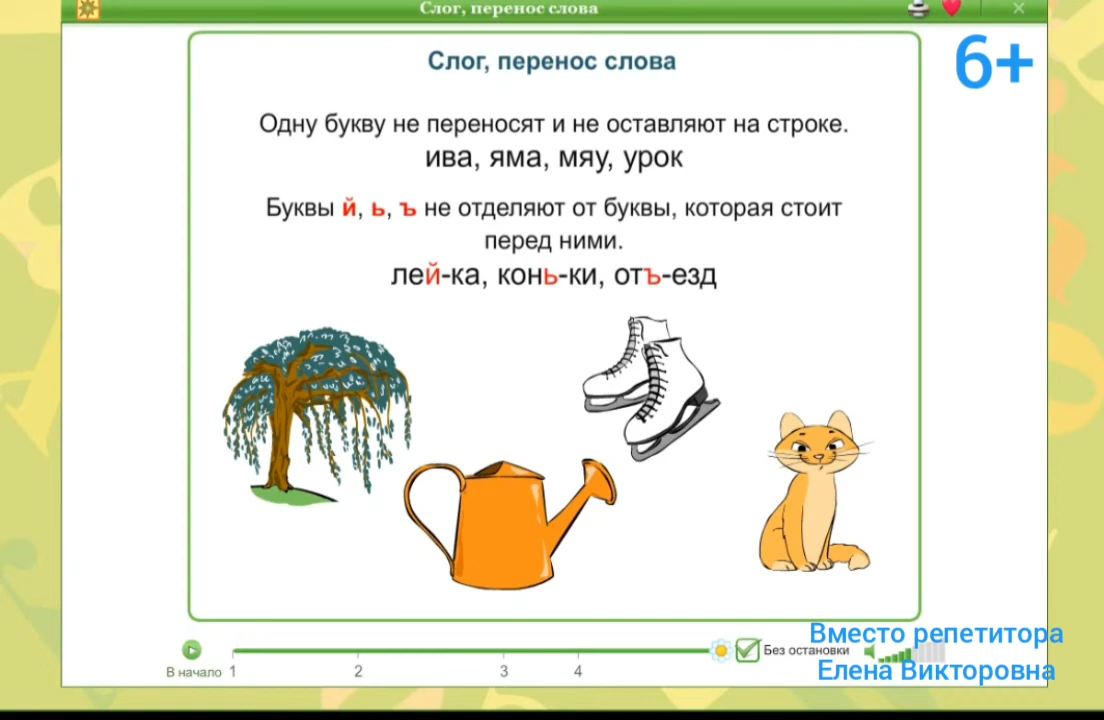 Слог, перенос слова
6+
Слог, перенос слова
Одну букву не переносят и не оставляют на строке.
ива, яма, мяу, урок
Буквы й, ь, ъ не отделяют от буквы, которая стоит
перед ними.
лей-ка, конь-ки, отъ-езд
В начало 1 2 3 4
Без остановки
Вместо репетитора
Елена Викторовна